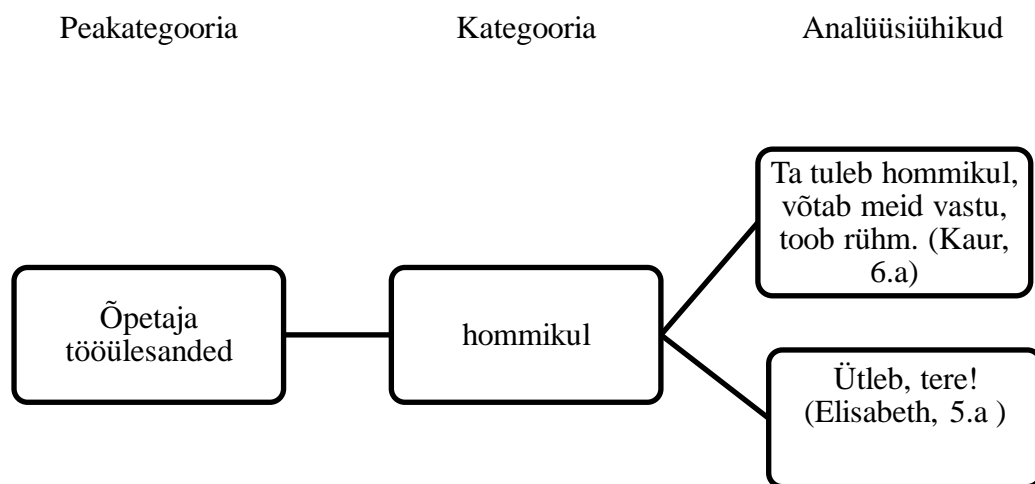 Peakategooria
Kategooria
Analüüsiühikud
Ta tuleb hommikul,
võtab meid vastu,
toob rühm. (Kaur,
6.a)
Õpetaja
tööülesanded
hommikul
Ütleb, tere!
(Elisabeth, 5.a )